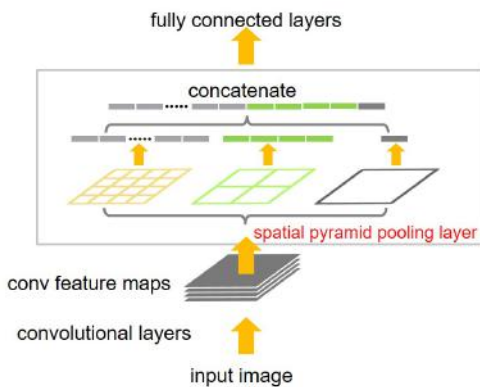 fully connected layers
concatenate
spatial pyramid pooling layer
conv feature maps
convolutional layers
input image